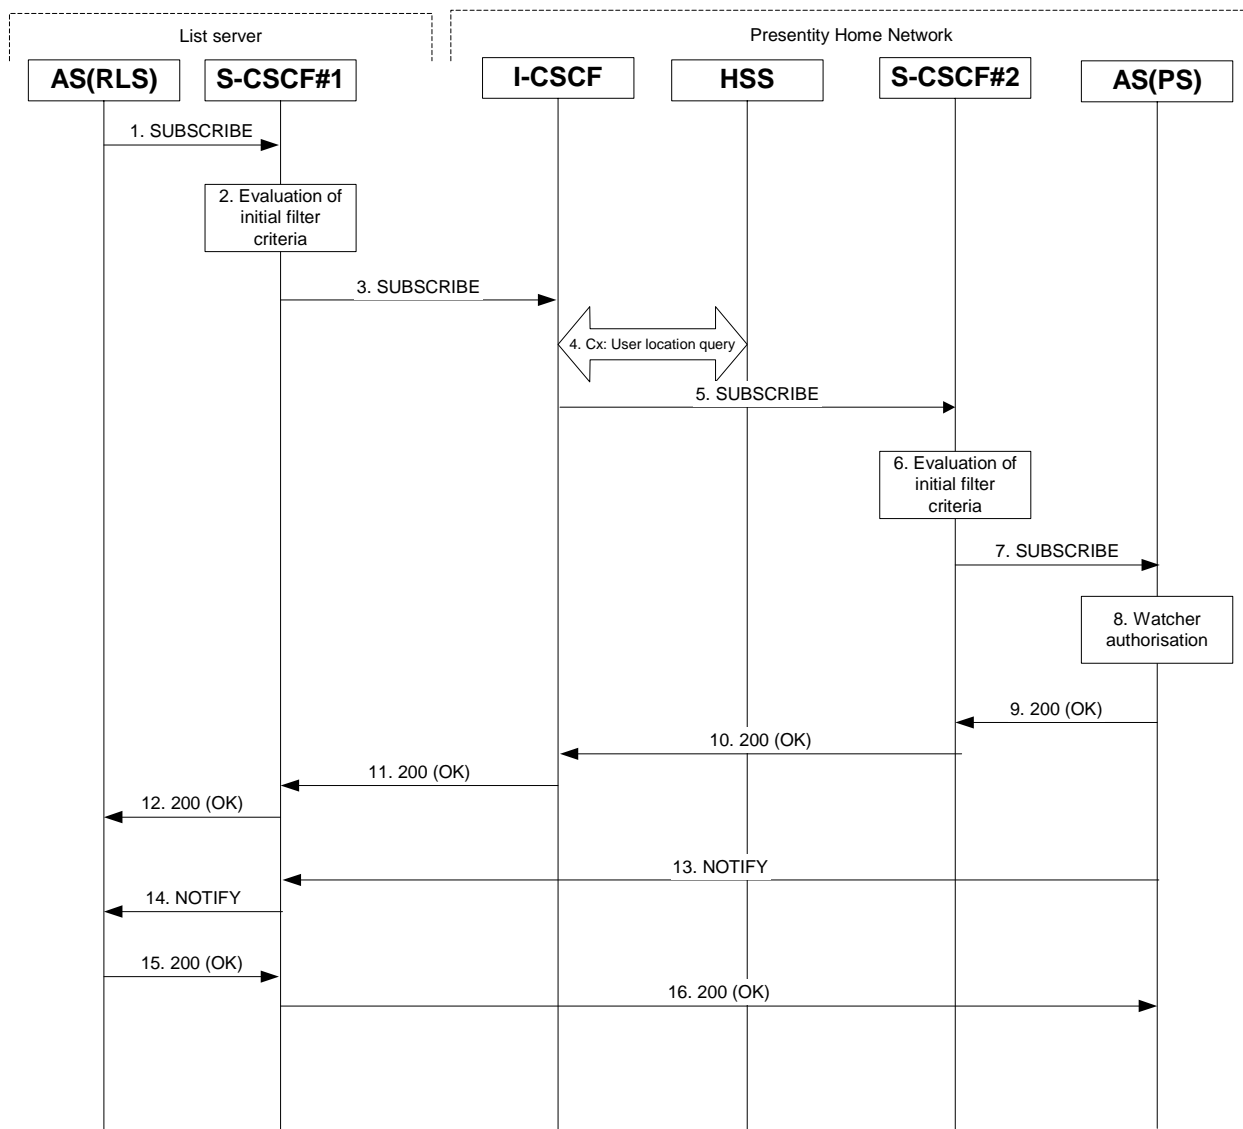 List server
Presentity Home Network
AS(RLS)
S-CSCF#1
I-CSCF
HSS
S-CSCF#2
AS(PS)
1. SUBSCRIBE
2. Evaluation of
initial filter
criteria
3. SUBSCRIBE
4. Cx: User location query
5. SUBSCRIBE
6. Evaluation of
initial filter
criteria
7. SUBSCRIBE
8. Watcher
authorisation
9. 200 (OK)
10. 200 (OK)
11. 200 (OK)
12. 200 (OK)
13. NOTIFY
14. NOTIFY
15. 200 (OK)
16. 200 (OK)